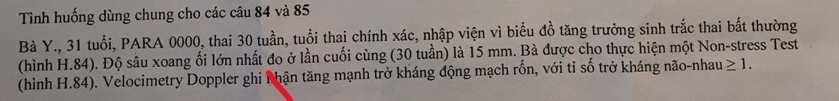 Tình huống dùng chung cho các câu 84 và 85
Bà Y., 31 tuổi, PARA 0000, thai 30 tuần, tuổi thai chính xác, nhập viện vì biểu đồ tăng trưởng sinh trắc thai bất thường
(hình H.84). Độ sâu xoang ối lớn nhất đo ở lần cuối cùng (30 tuần) là 15 mm. Bà được cho thực hiện một Non-stress Test
(hình H.84). Velocimetry Doppler ghi nhận tăng mạnh trở kháng động mạch rốn, với tỉ số trở kháng não-nhau ≥ 1.